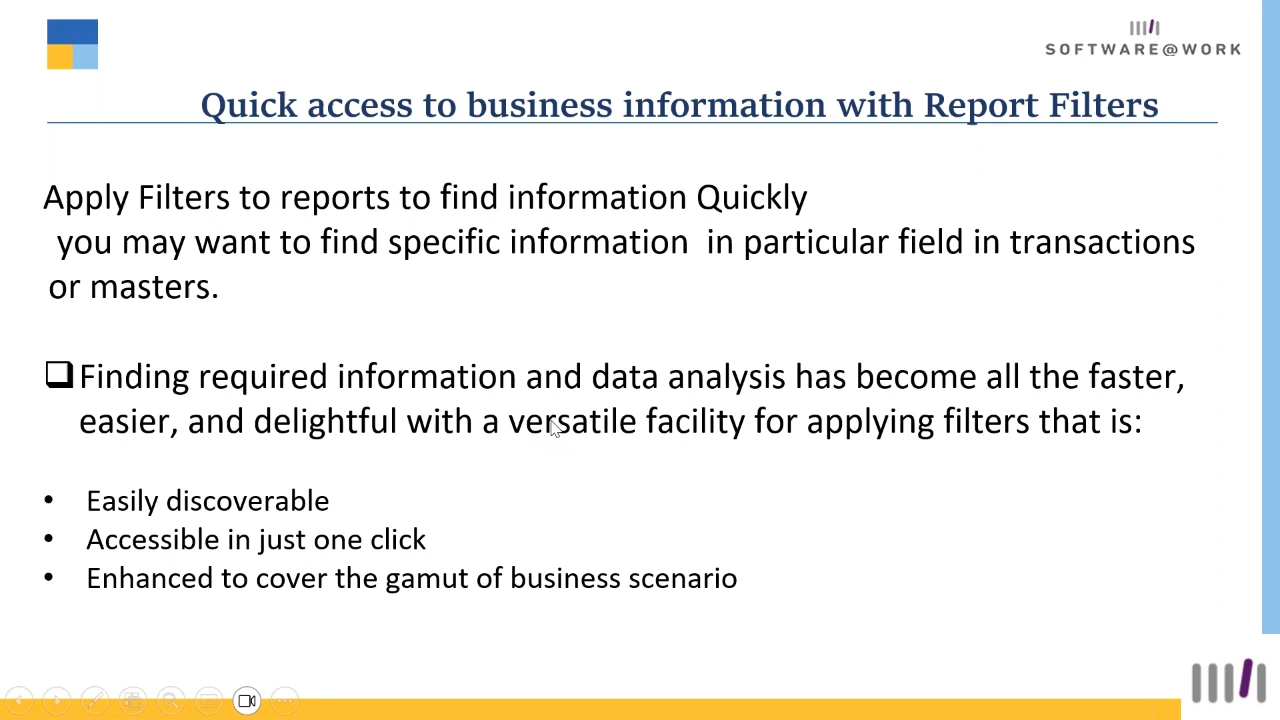 SOFTWARE@WORK
Quick access to business information with Report Filters
Apply Filters to reports to find information Quickly
you may want to find specific information in particular field in transactions
or masters.
Finding required information and data analysis has become all the faster,
easier, and delightful with a versatile facility for applying filters that is:
• Easily discoverable
• Accessible in just one click
• Enhanced to cover the gamut of business scenario